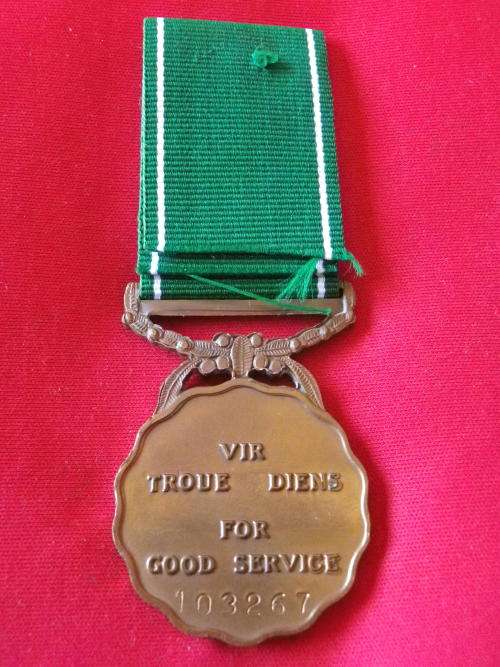 VIR
TROUE DIENS
FOR
GOOD SERVICE
103267